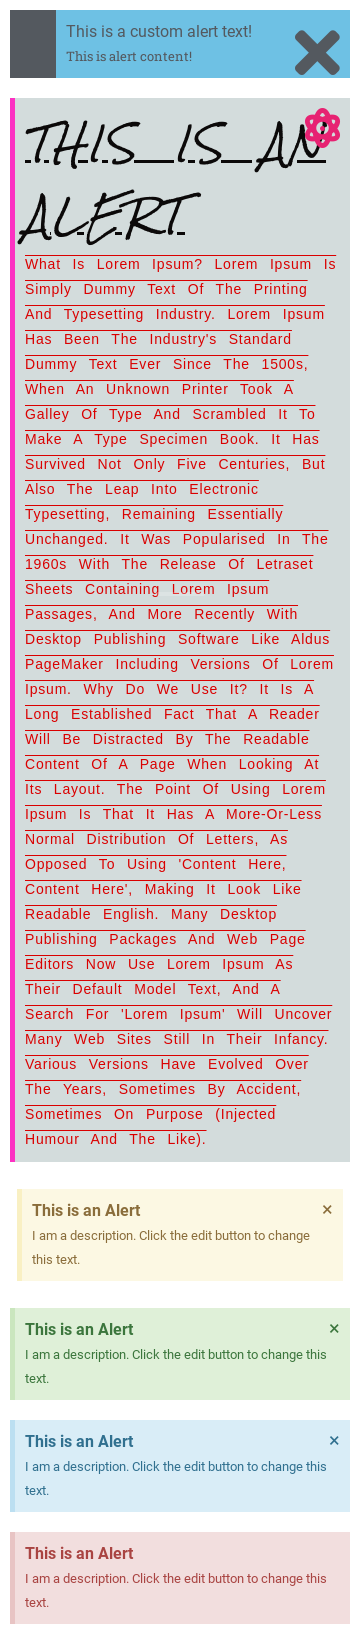 This is a custom alert text!
This is alert content!
THIS IS AN
ALERT
What Is Lorem Ipsum? Lorem Ipsum Is
Simply Dummy Text Of The Printing
And Typesetting Industry. Lorem Ipsum
Has Been The Industry's Standard
Dummy Text Ever Since The 1500s,
When An Unknown Printer Took A
Galley Of Type And Scrambled It To
Make A Type Specimen Book. It Has
Survived Not Only Five Centuries, But
Also The Leap Into Electronic
Typesetting, Remaining Essentially
Unchanged. It Was Popularised In The
1960s With The Release Of Letraset
Sheets Containing Lorem Ipsum
Passages, And More Recently With
Desktop Publishing Software Like Aldus
PageMaker Including Versions Of Lorem
Ipsum. Why Do We Use It? It Is A
Long Established Fact That A Reader
Will Be Distracted By The Readable
Content Of A Page When Looking At
Its Layout. The Point Of Using Lorem
Ipsum Is That It Has A More-Or-Less
Normal Distribution Of Letters, As
Opposed To Using 'Content Here,
Content Here', Making It Look Like
Readable English. Many Desktop
Publishing Packages And Web Page
Editors Now Use Lorem Ipsum As
Their Default Model Text, And A
Search For 'Lorem Ipsum' Will Uncover
Many Web Sites Still In Their Infancy.
Various Versions Have Evolved Over
The Years, Sometimes By Accident,
Sometimes On Purpose (Injected
Humour And The Like).
This is an Alert ×
I am a description. Click the edit button to change
this text.
This is an Alert ×
I am a description. Click the edit button to change this
text.
This is an Alert ×
I am a description. Click the edit button to change this
text.
This is an Alert
I am a description. Click the edit button to change this
text.